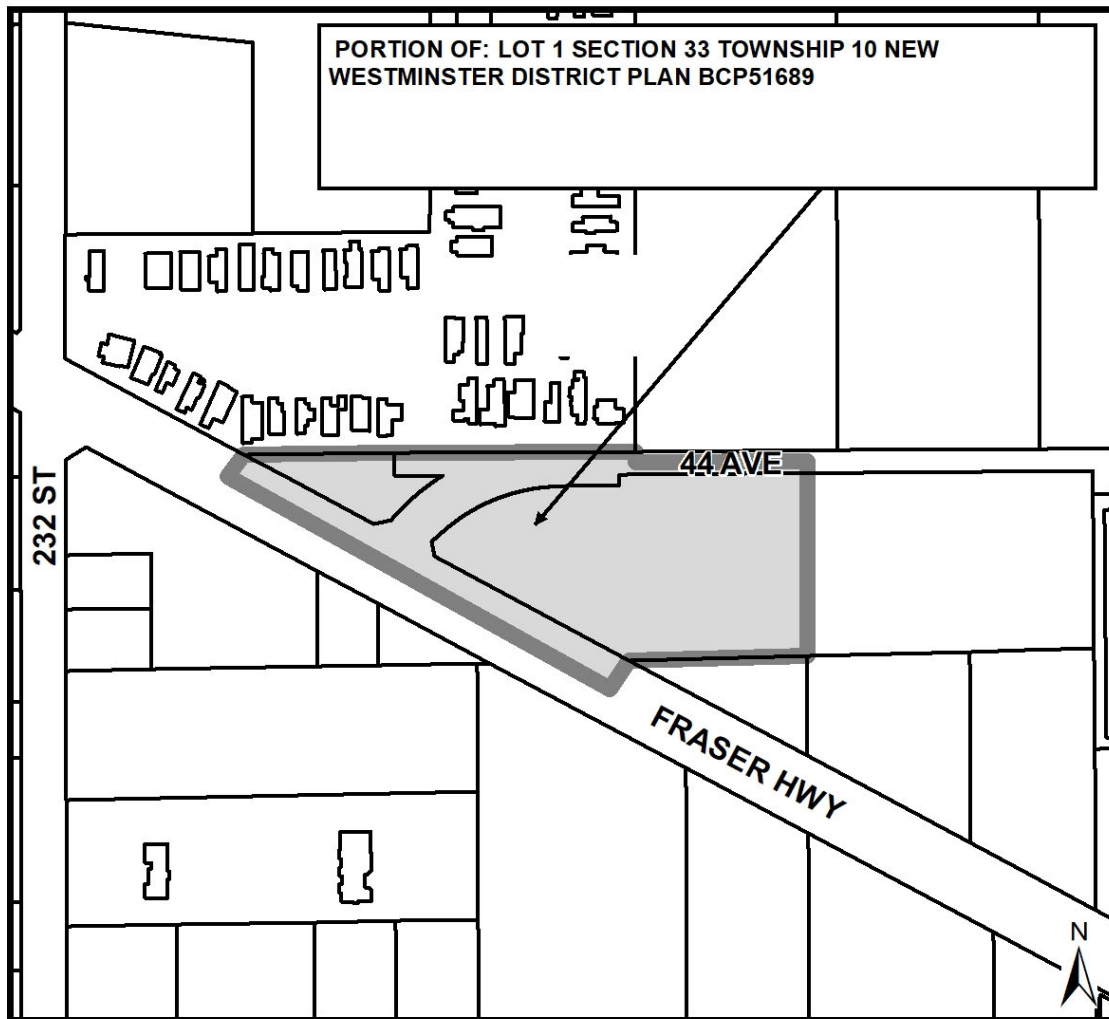 PORTION OF: LOT 1 SECTION 33 TOWNSHIP 10 NEW
WESTMINSTER DISTRICT PLAN BCP51689
44 AVE
232 ST
FRASER HWY
N